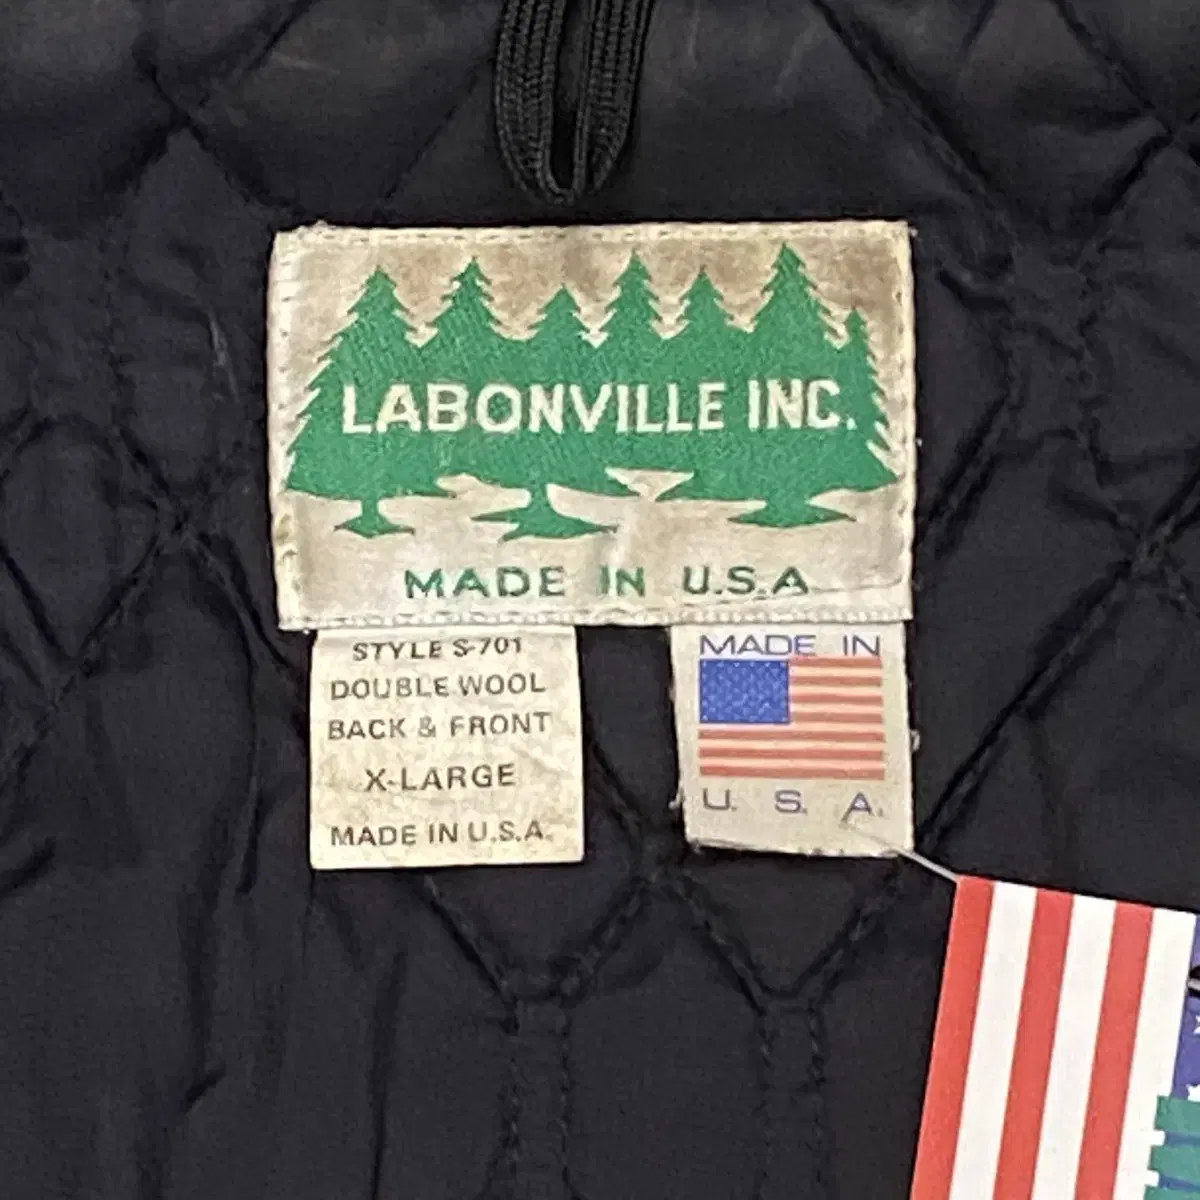 LABONVILLE INC.
MADE IN U.S.A.
STYLE S-701
DOUBLE WOOL
BACK & FRONT
X-LARGE
MADE IN U.S.A.
MADE IN
U. S. A.